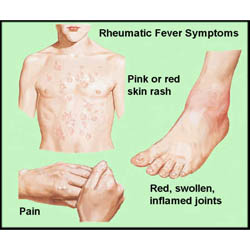 Rheumatic Fever Symptoms
Pink or red
skin rash
Red, swollen,
inflamed joints
Pain